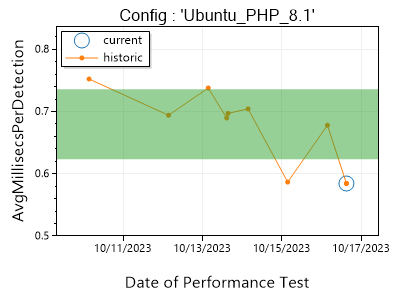 Config : 'Ubuntu_PHP_8.1'
current
historic
AvgMillisecsPerDetection
0.8
0.7
0.6
0.5
10/11/2023
10/13/2023
10/15/2023
10/17/2023
Date of Performance Test